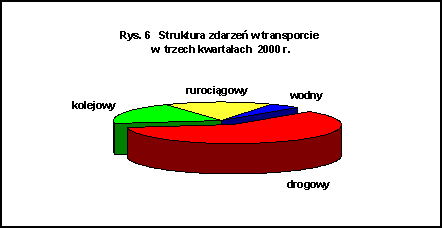 Rys. 6 Struktura zdarzeń w transporcie
w trzech kwartałach 2000 r.
rurociągowy
wodny
kolejowy
drogowy